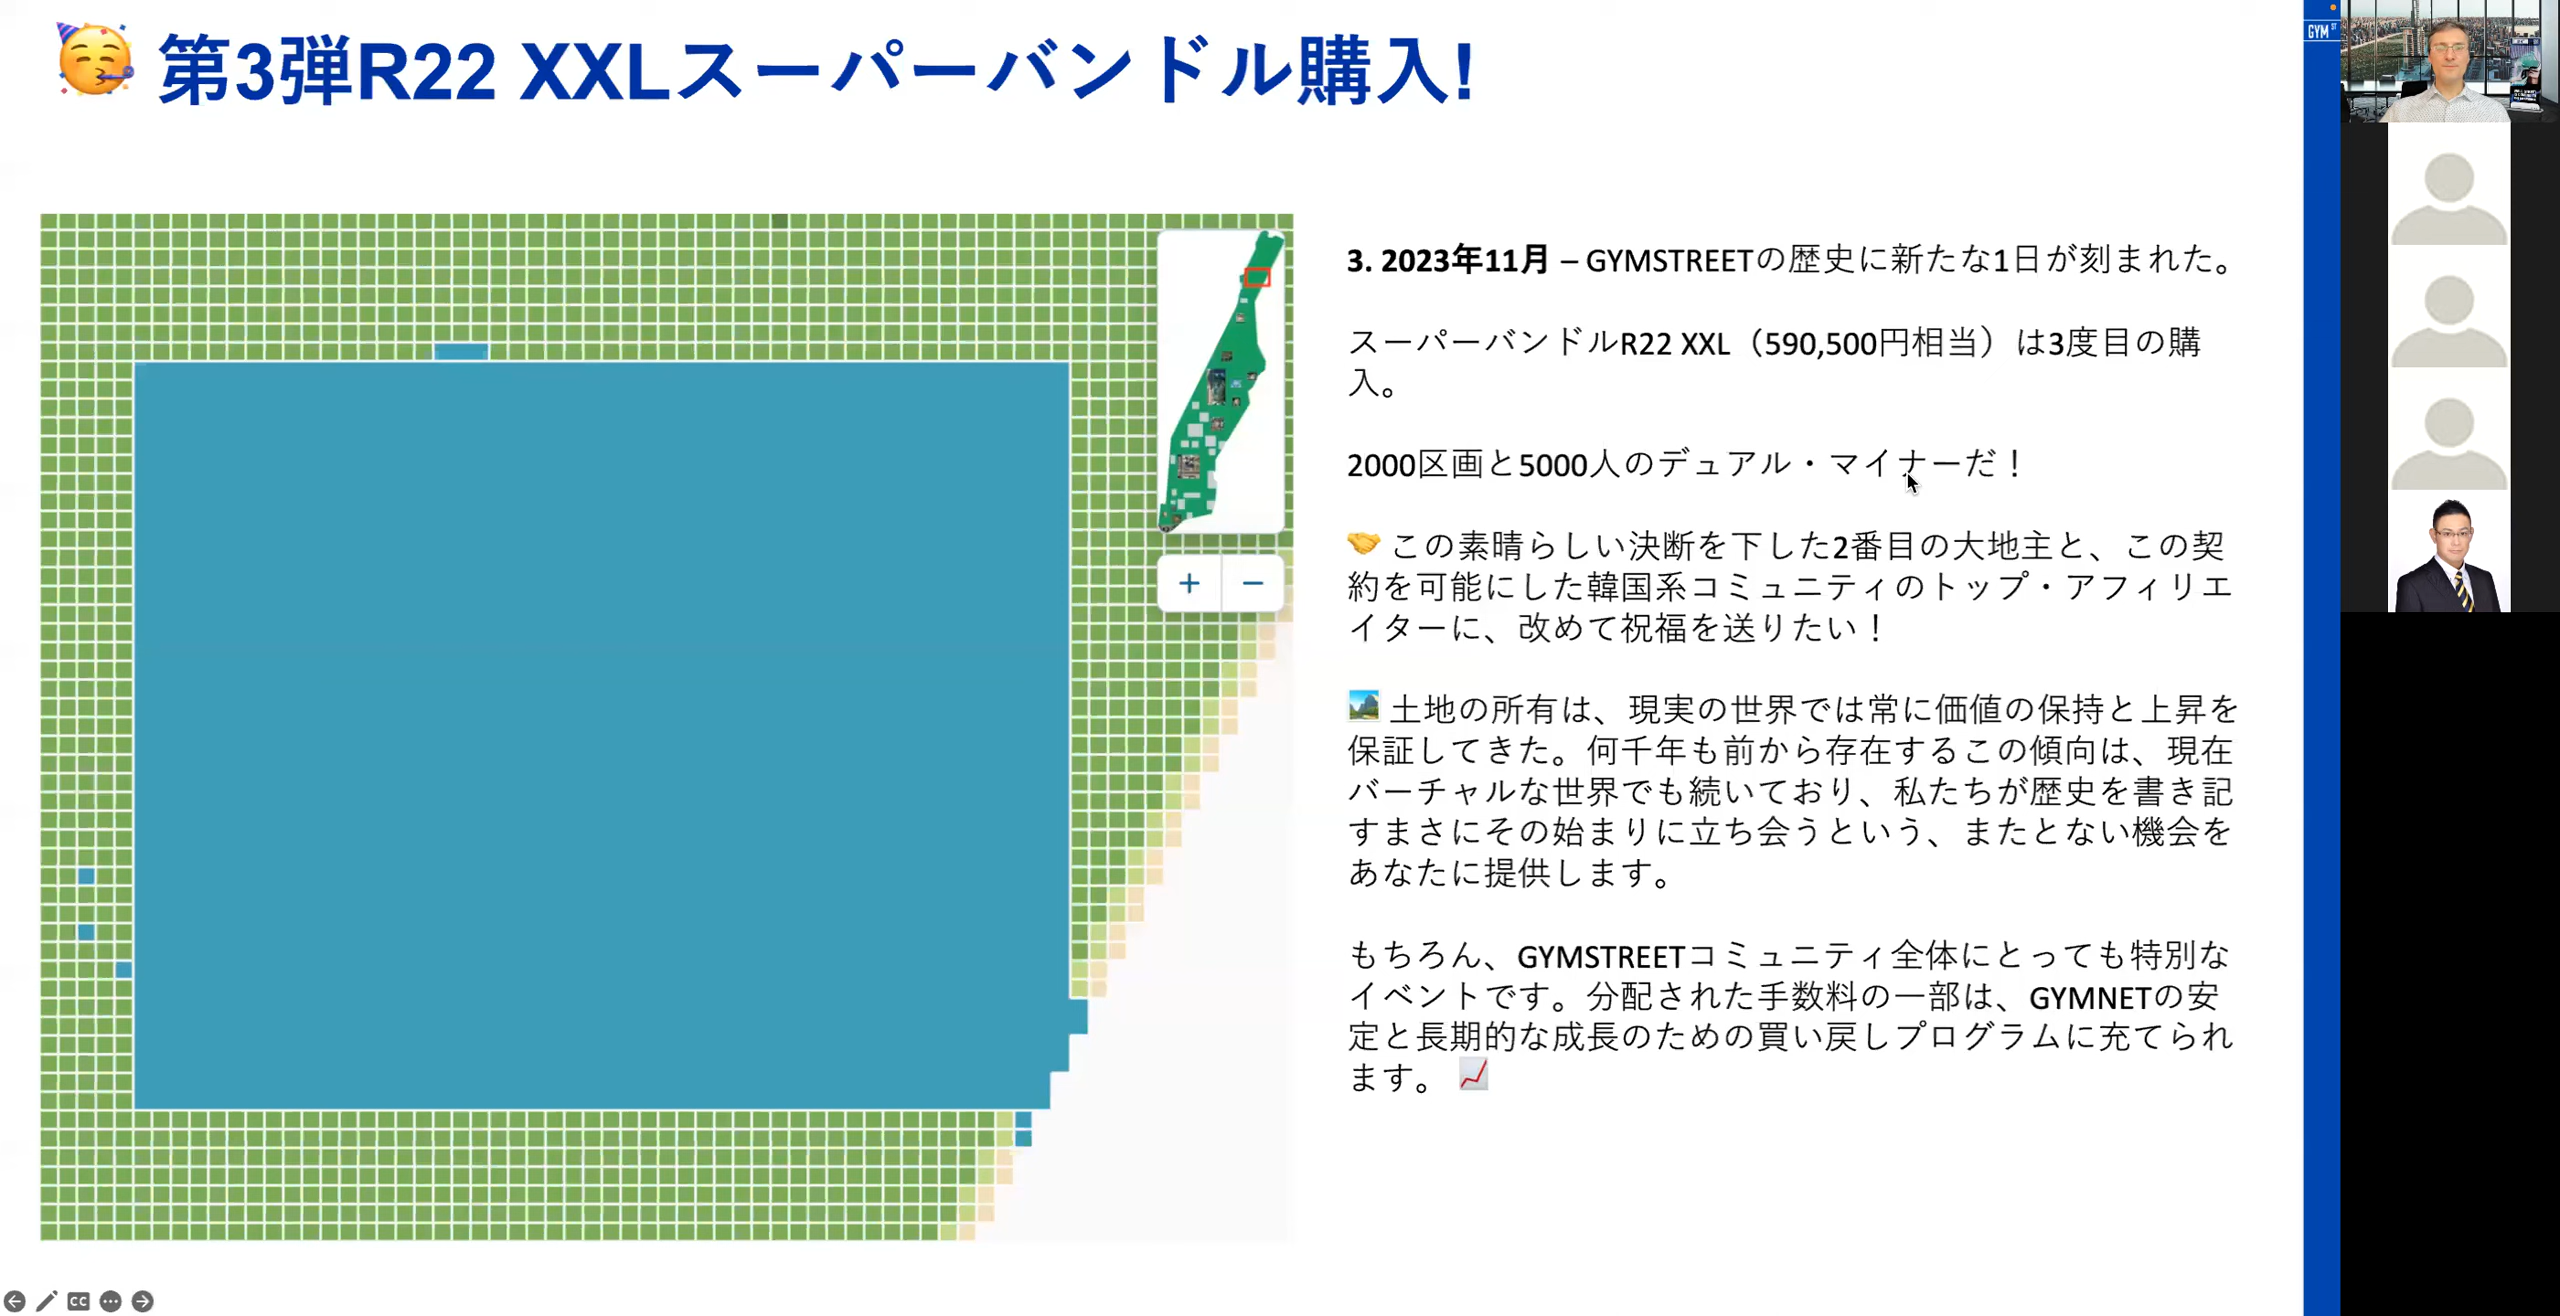 第3弾R22 XXLスーパーバンドル購入!
3. 2023年11月 – GYMSTREETの歴史に新たな1日が刻まれた。
スーパーバンドルR22 XXL（590,500円相当）は3度目の購
入。
2000区画と5000人のデュアル・マイナーだ！
この素晴らしい決断を下した2番目の大地主と、この契
約を可能にした韓国系コミュニティのトップ・アフィリエ
イターに、改めて祝福を送りたい！
土地の所有は、現実の世界では常に価値の保持と上昇を
保証してきた。何千年も前から存在するこの傾向は、現在
バーチャルな世界でも続いており、私たちが歴史を書き記
すまさにその始まりに立ち会うという、またとない機会を
あなたに提供します。
もちろん、GYMSTREETコミュニティ全体にとっても特別な
イベントです。分配された手数料の一部は、GYMNETの安
定と長期的な成長のための買い戻しプログラムに充てられ
ます。
+ −
GYM ST
CC